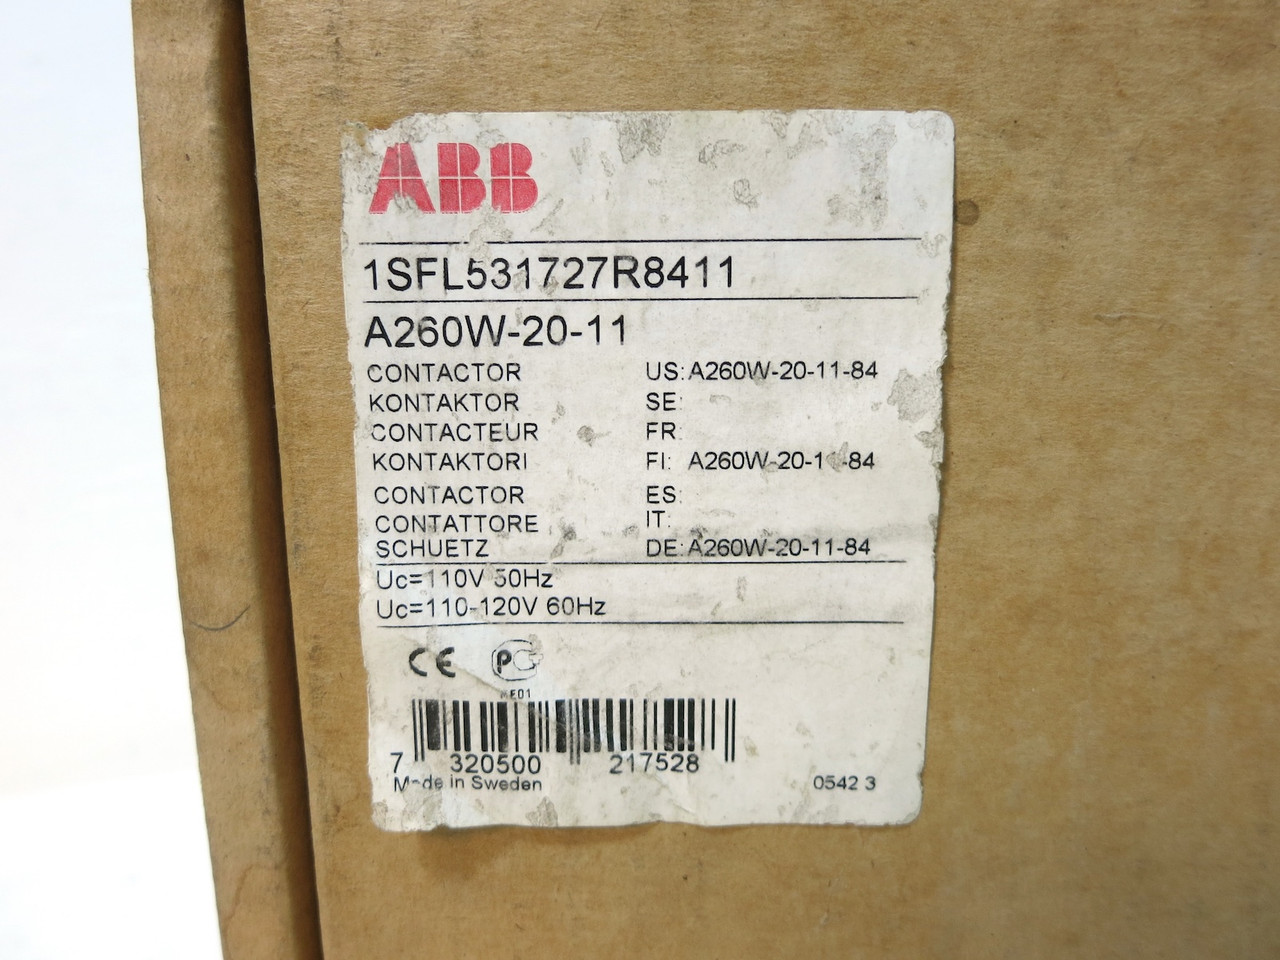 ABB
1SFL531727R8411
A260W-20-11
CONTACTOR US: A260W-20-11-84
KONTAKTOR SE:
CONTACTEUR FR:
KONTAKTORI FI: A260W-20-11-84
CONTACTOR ES:
CONTATTORE IT:
SCHUETZ DE: A260W-20-11-84
Uc=110V 50Hz
Uc=110-120V 60Hz
CE PC
7 320500 217528
Made in Sweden 0542 3